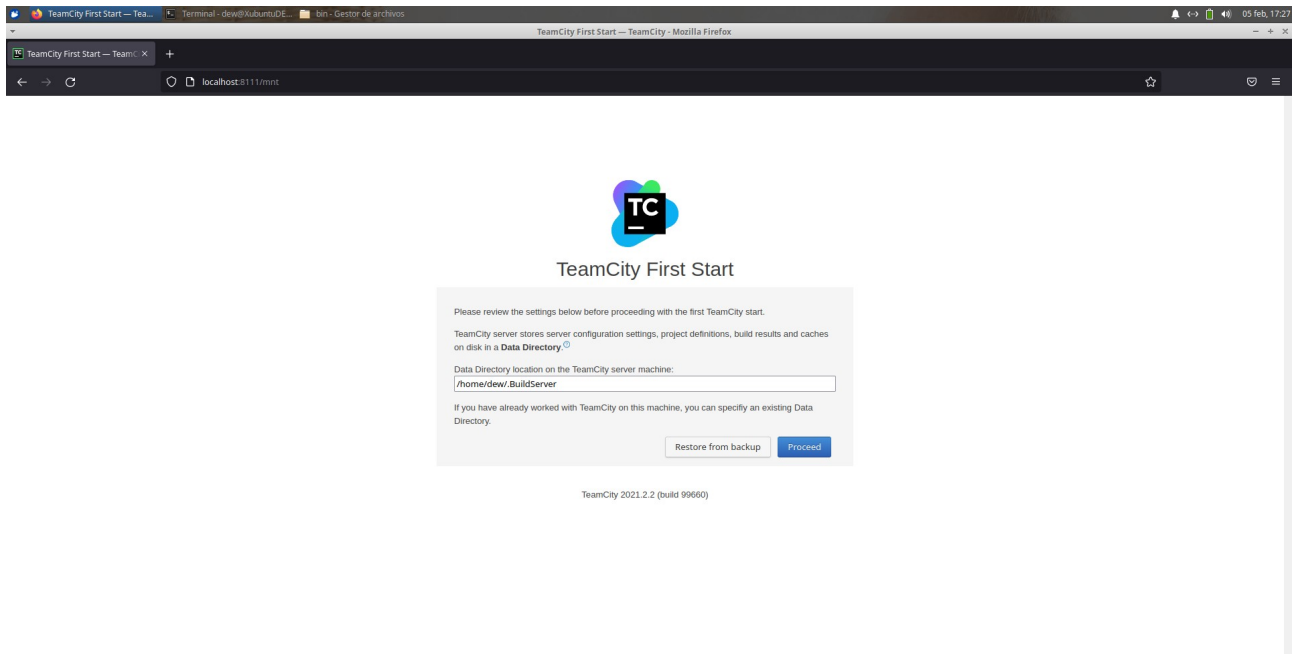 TeamCity First Start — Tea...
Terminal - dew@XubuntuDE...
bin - Gestor de archivos
05 feb, 17:27
TeamCity First Start — TeamCity - Mozilla Firefox
TC
TeamCity First Start — TeamC
localhost:8111/mnt
TC
TeamCity First Start
Please review the settings below before proceeding with the first TeamCity start.
TeamCity server stores server configuration settings, project definitions, build results and caches
on disk in a Data Directory.
Data Directory location on the TeamCity server machine:
/home/dew/.BuildServer
If you have already worked with TeamCity on this machine, you can specifiy an existing Data
Directory.
Restore from backup
Proceed
TeamCity 2021.2.2 (build 99660)